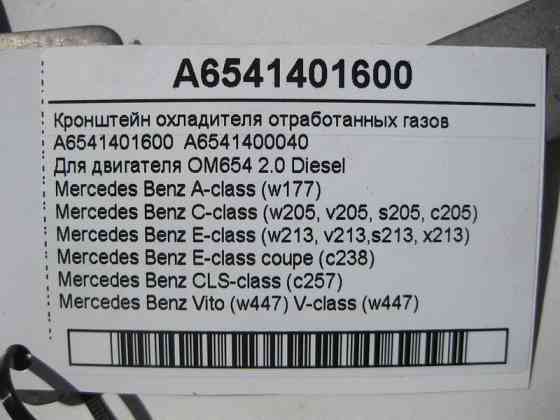 A6541401600
Кронштейн охладителя отработанных газов
A6541401600 A6541400040
Для двигателя OM654 2.0 Diesel
Mercedes Benz A-class (w177)
Mercedes Benz C-class (w205, v205, s205, c205)
Mercedes Benz E-class (w213, v213,s213, x213)
Mercedes Benz E-class coupe (c238)
Mercedes Benz CLS-class (c257)
Mercedes Benz Vito (w447) V-class (w447)